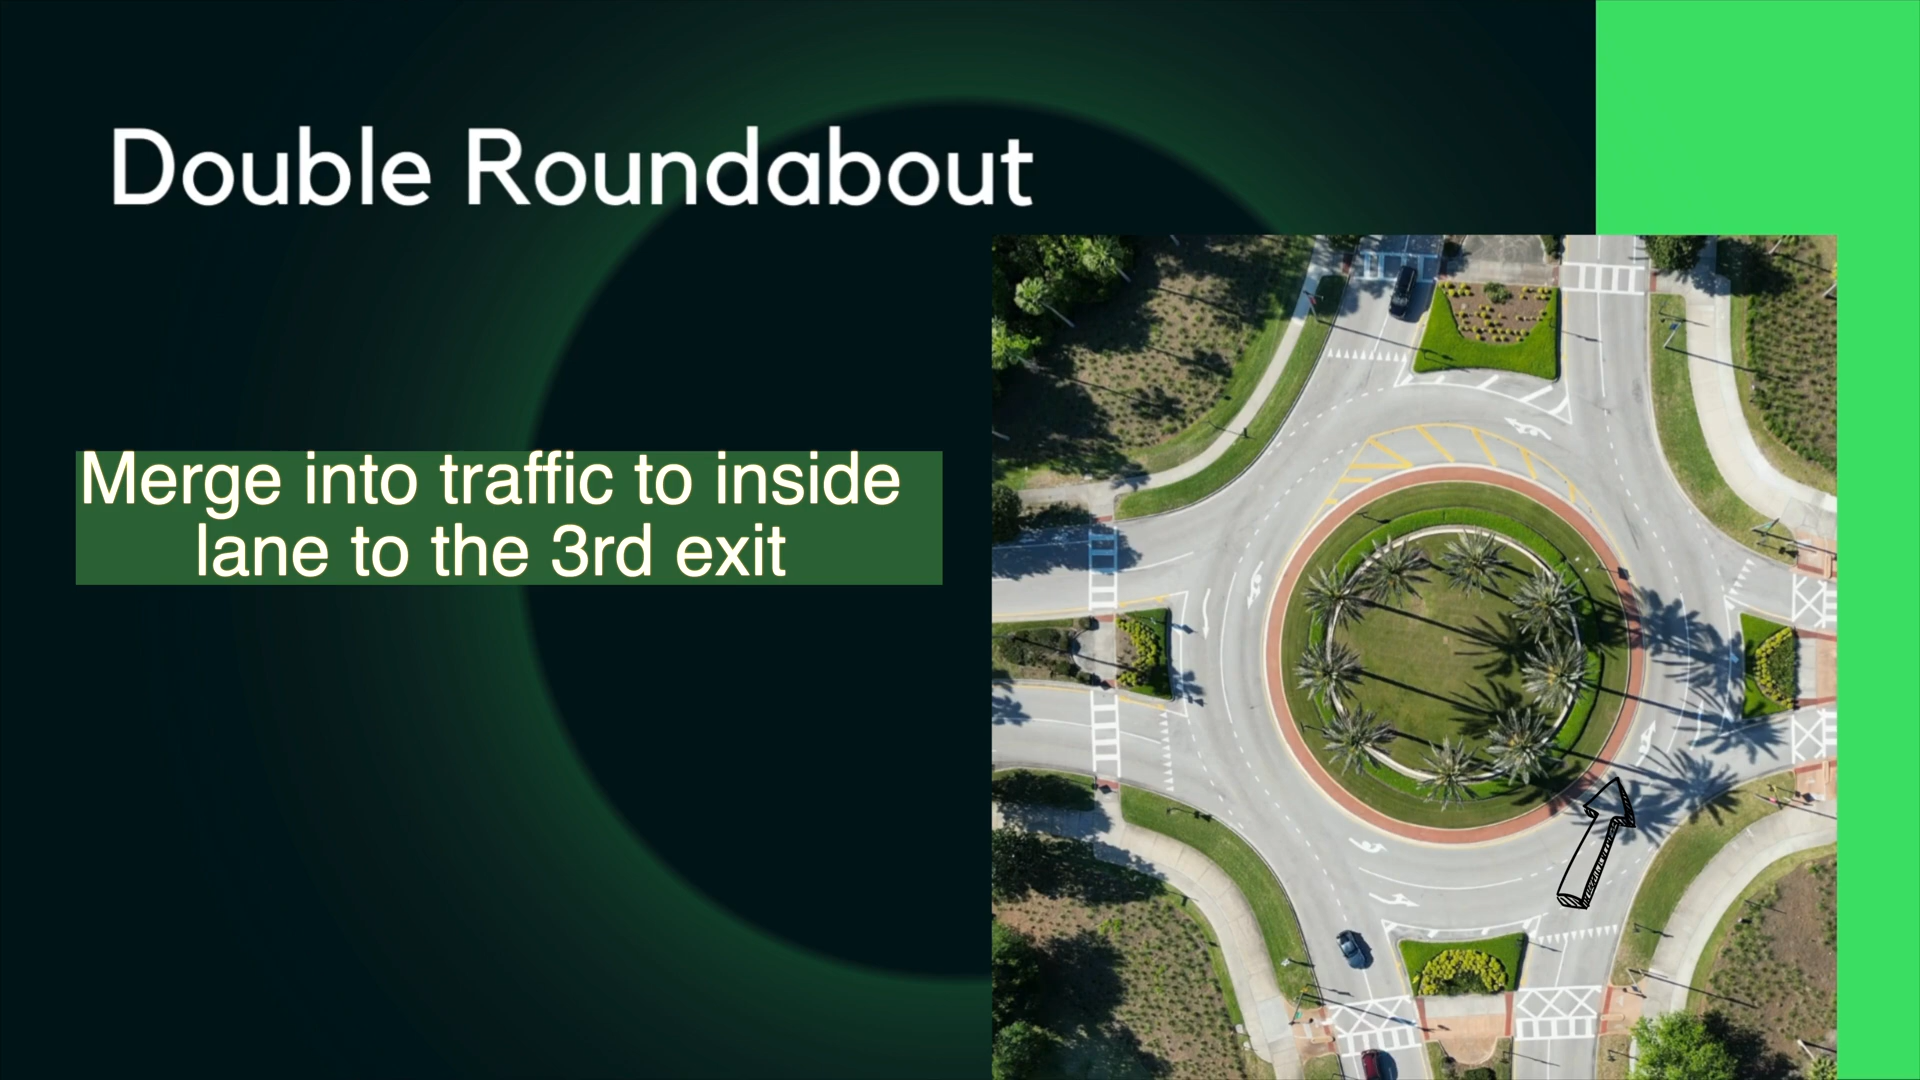 Double Roundabout
Merge into traffic to inside
lane to the 3rd exit